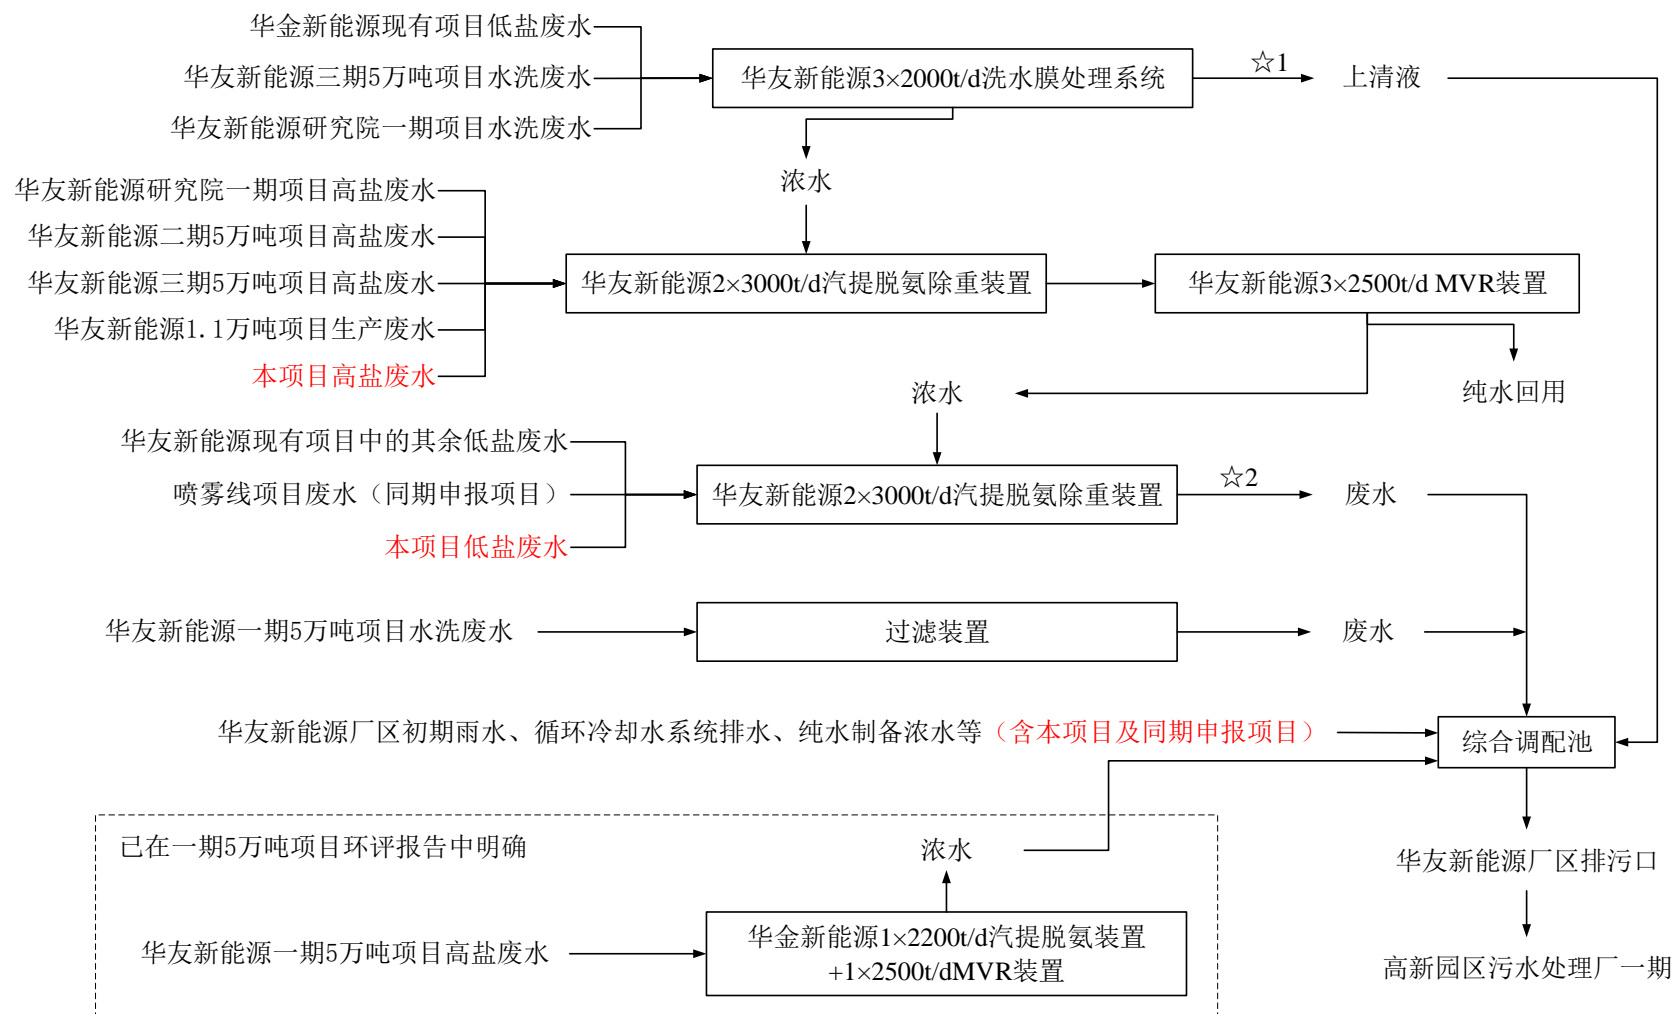 华金新能源现有项目低盐废水
华友新能源三期5万吨项目水洗废水
华友新能源研究院一期项目水洗废水
华友新能源3×2000t/d洗水膜处理系统
☆1
上清液
浓水
华友新能源研究院一期项目高盐废水
华友新能源二期5万吨项目高盐废水
华友新能源三期5万吨项目高盐废水
华友新能源1.1万吨项目生产废水
本项目高盐废水
华友新能源2×3000t/d汽提脱氨除重装置
华友新能源3×2500t/d MVR装置
浓水
纯水回用
华友新能源现有项目中的其余低盐废水
喷雾线项目废水（同期申报项目）
本项目低盐废水
华友新能源2×3000t/d汽提脱氨除重装置
☆2
废水
华友新能源一期5万吨项目水洗废水
过滤装置
废水
华友新能源厂区初期雨水、循环冷却水系统排水、纯水制备浓水等（含本项目及同期申报项目）
综合调配池
已在一期5万吨项目环评报告中明确
浓水
华友新能源厂区排污口
华友新能源一期5万吨项目高盐废水
华金新能源1×2200t/d汽提脱氨装置
+1×2500t/dMVR装置
高新园区污水处理厂一期